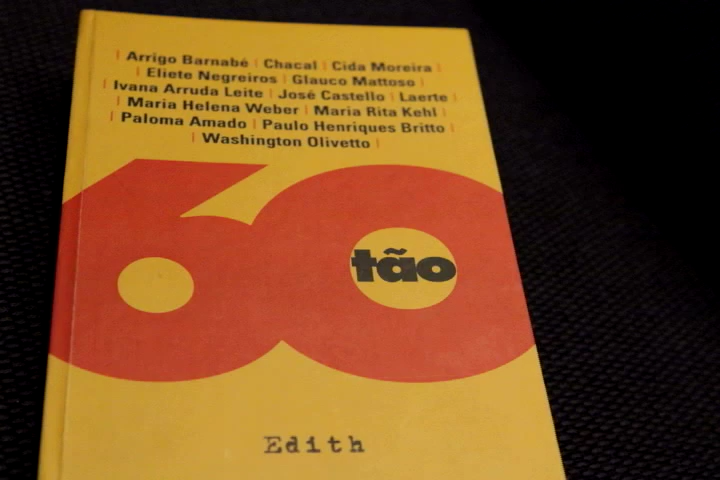 | Arrigo Barnabé | Chacal | Cida Moreira |
| Eliete Negreiros | Glauco Mattoso |
| Ivana Arruda Leite | José Castello | Laerte |
| Maria Helena Weber | Maria Rita Kehl |
| Paloma Amado | Paulo Henriques Britto |
| Washington Olivetto |
60
tão
Edith